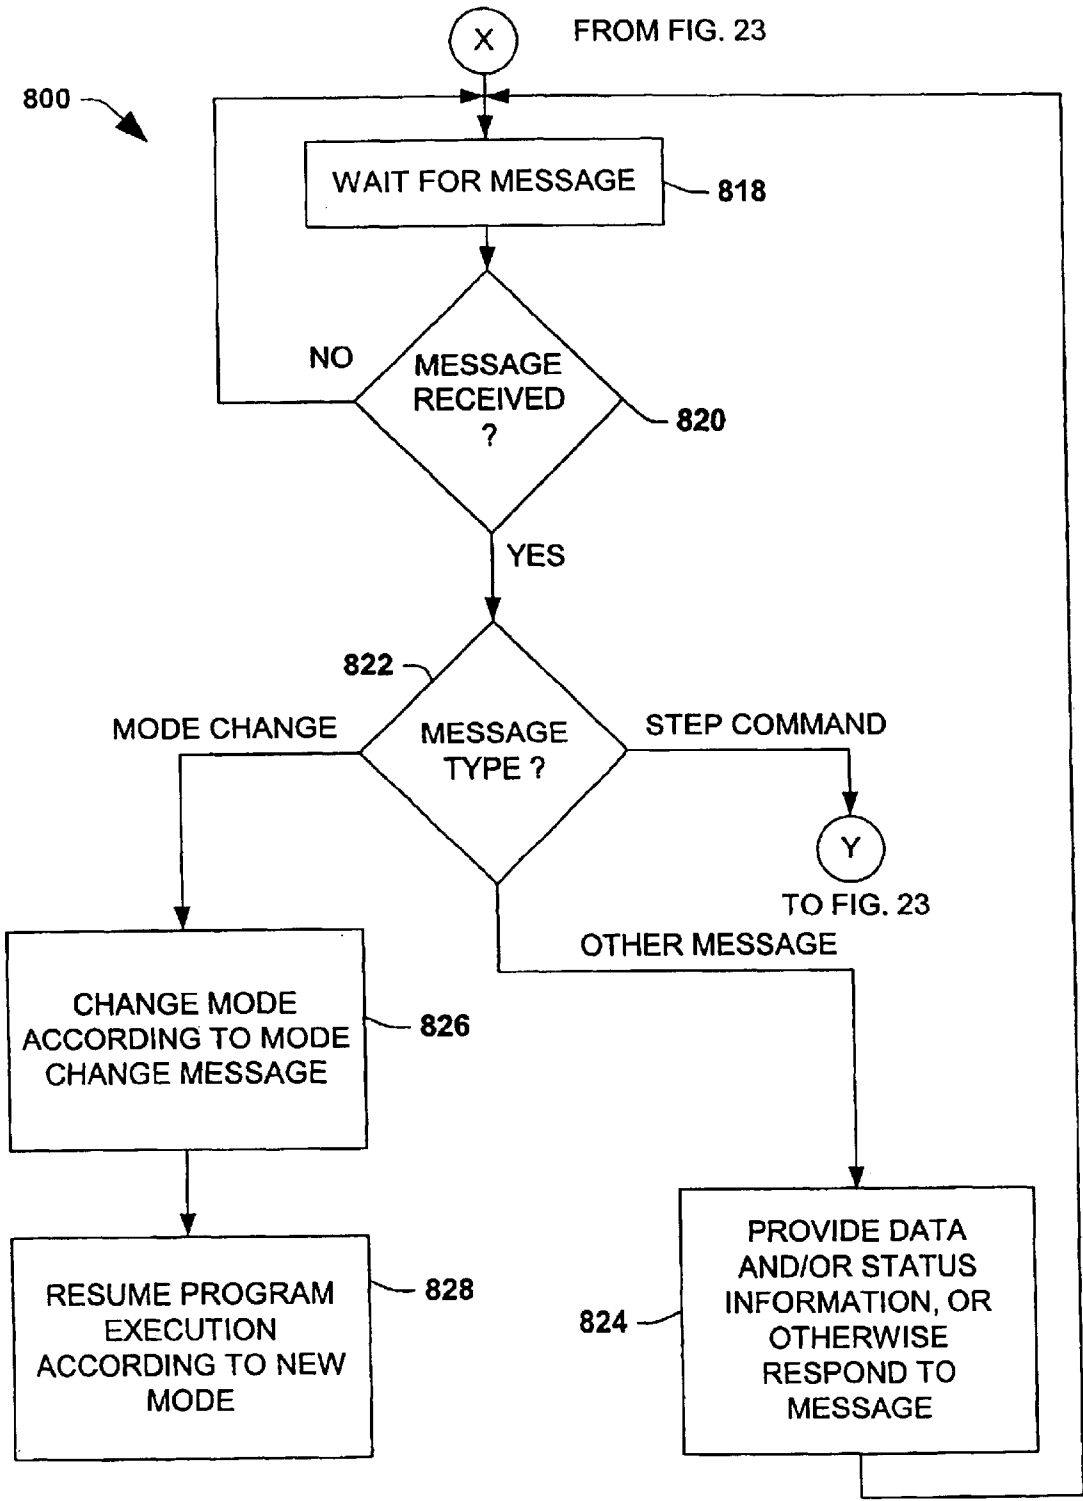 X
FROM FIG. 23
800
WAIT FOR MESSAGE
818
NO
MESSAGE
RECEIVED
?
820
YES
822
MODE CHANGE
MESSAGE
TYPE ?
STEP COMMAND
Y
TO FIG. 23
OTHER MESSAGE
CHANGE MODE
ACCORDING TO MODE
CHANGE MESSAGE
826
RESUME PROGRAM
EXECUTION
ACCORDING TO NEW
MODE
828
824
PROVIDE DATA
AND/OR STATUS
INFORMATION, OR
OTHERWISE
RESPOND TO
MESSAGE